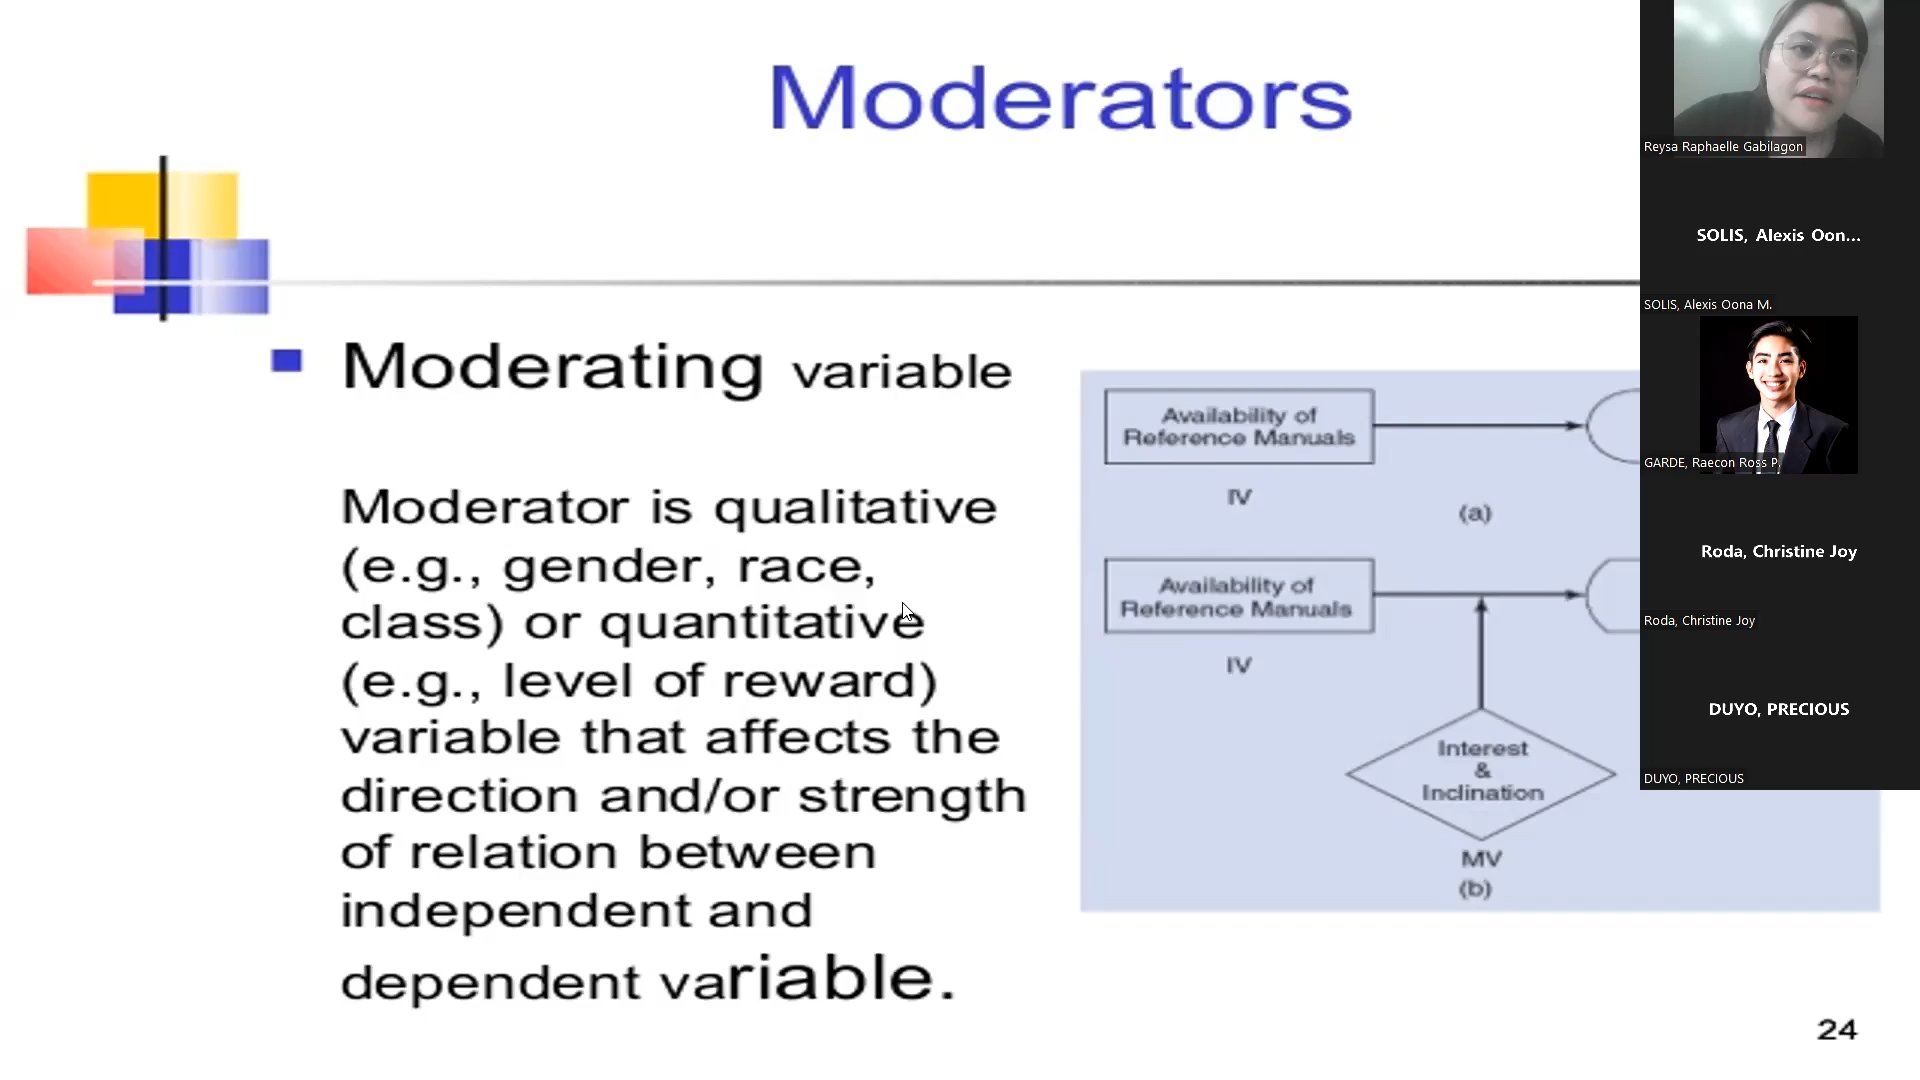 Moderators
Moderating variable
Moderator is qualitative
(e.g., gender, race,
class) or quantitative
(e.g., level of reward)
variable that affects the
direction and/or strength
of relation between
independent and
dependent variable.
Availability of
Reference Manuals
IV
(a)
Availability of
Reference Manuals
IV
Interest
&
Inclination
MV
(b)
24
Reysa Raphaelle Gabilagon
SOLIS, Alexis Oon...
SOLIS, Alexis Oona M.
GARDE, Raecon Ross P.
Roda, Christine Joy
Roda, Christine Joy
DUYO, PRECIOUS
DUYO, PRECIOUS